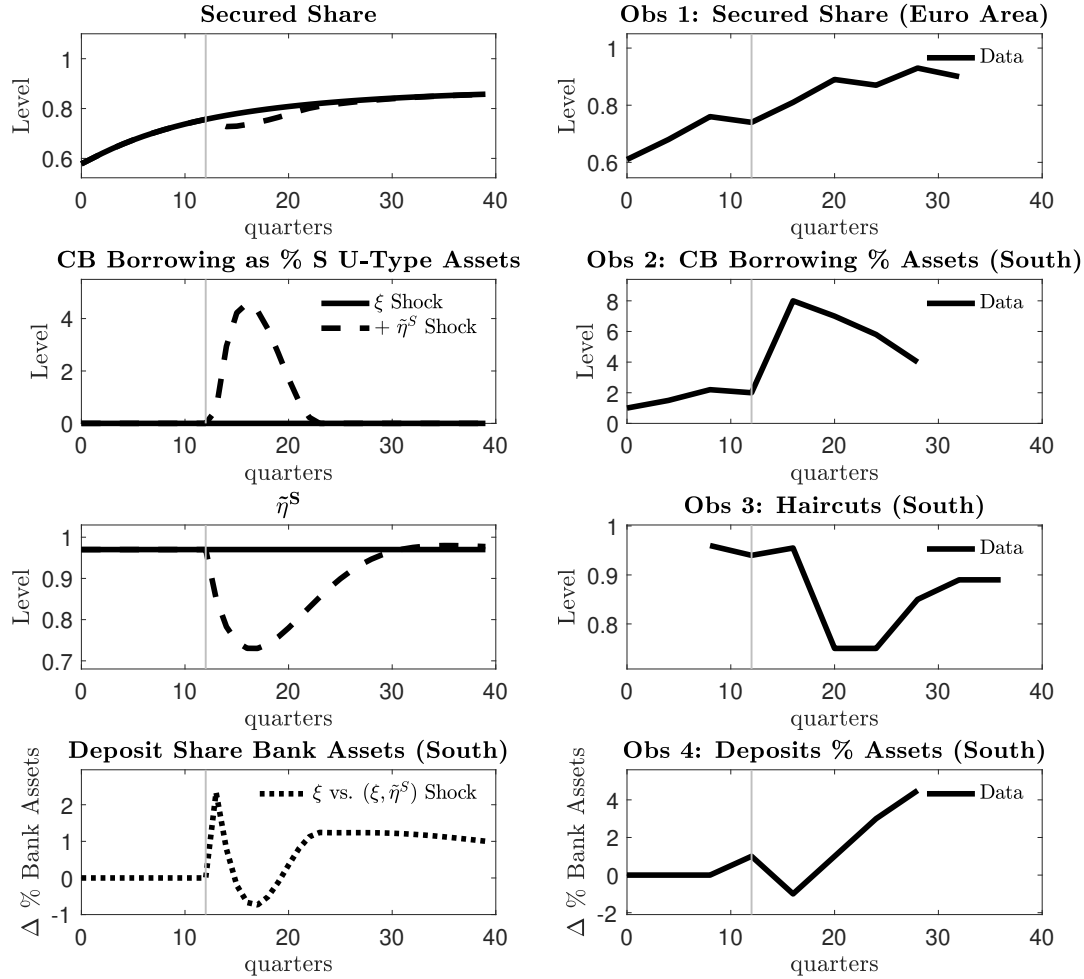 Secured Share
1
0.8
0.6
Level
0 10 20 30 40
quarters
Obs 1: Secured Share (Euro Area)
Data
1
0.8
0.6
Level
0 10 20 30 40
quarters
CB Borrowing as % S U-Type Assets
ξ Shock
+ η̃^S Shock
4
2
0
Level
0 10 20 30 40
quarters
Obs 2: CB Borrowing % Assets (South)
Data
8
6
4
2
0
Level
0 10 20 30 40
quarters
η̃^S
1
0.9
0.8
0.7
Level
0 10 20 30 40
quarters
Obs 3: Haircuts (South)
Data
1
0.9
0.8
Level
0 10 20 30 40
quarters
Deposit Share Bank Assets (South)
ξ vs. (ξ, η̃^S) Shock
2
1
0
-1
Δ % Bank Assets
0 10 20 30 40
quarters
Obs 4: Deposits % Assets (South)
Data
4
2
0
-2
Δ % Bank Assets
0 10 20 30 40
quarters